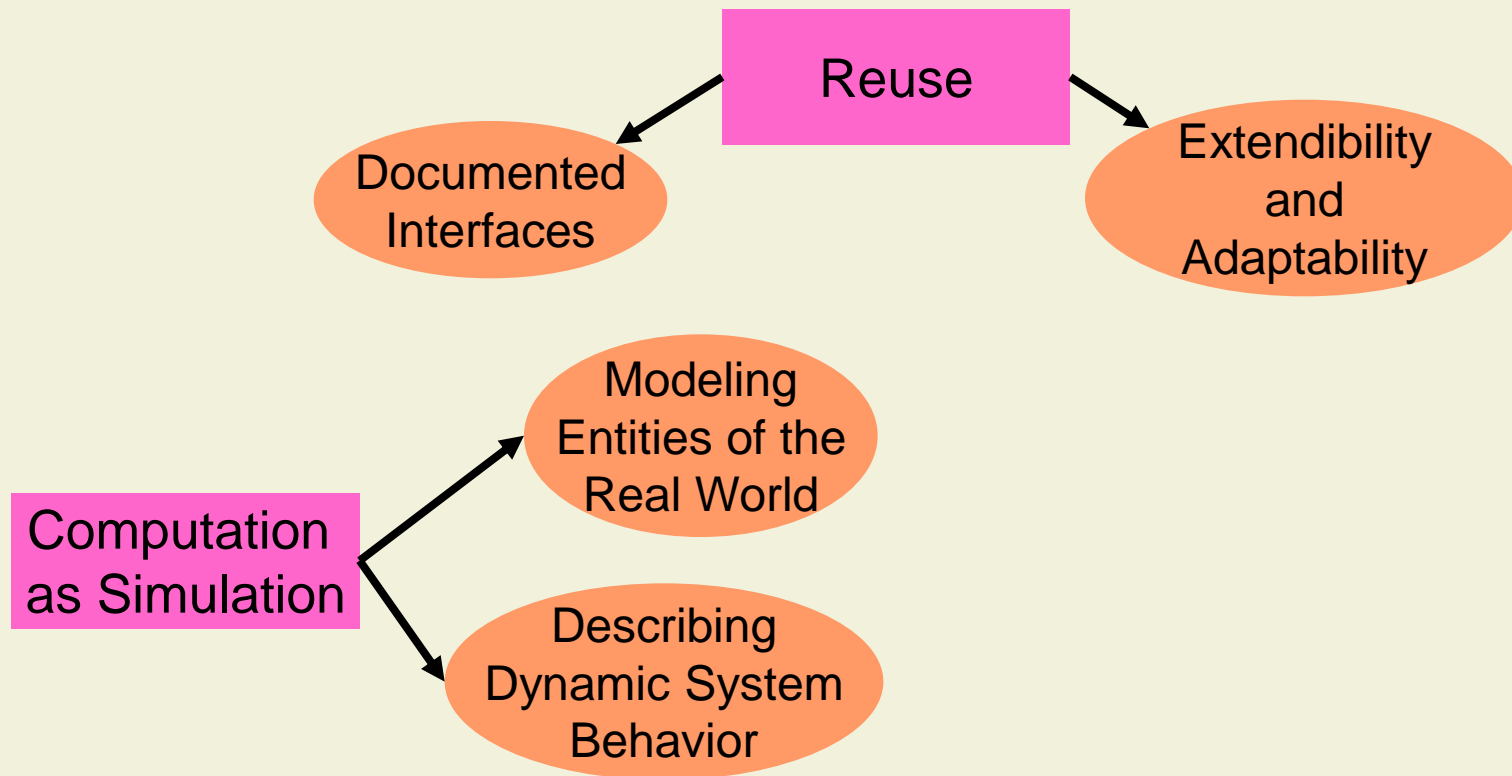 Reuse
Documented
Interfaces
Extendibility
and
Adaptability
Modeling
Entities of the
Real World
Computation
as Simulation
Describing
Dynamic System
Behavior